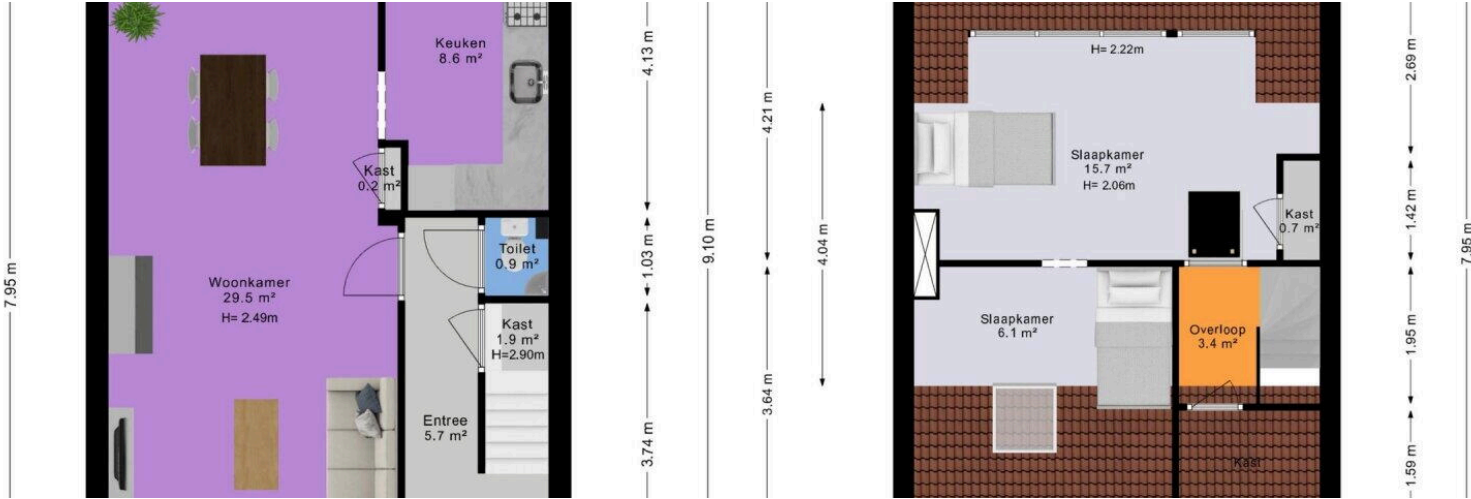 7.95 m
Keuken
8.6 m²
Kast
0.2 m²
Woonkamer
29.5 m²
H= 2.49m
Toilet
0.9 m²
Kast
1.9 m²
H=2.90m
Entree
5.7 m²
4.13 m
1.03 m
3.74 m
9.10 m
4.21 m
3.64 m
4.04 m
H= 2.22m
Slaapkamer
15.7 m²
H= 2.06m
Kast
0.7 m²
Slaapkamer
6.1 m²
Overloop
3.4 m²
Kast
2.69 m
1.42 m
1.95 m
1.59 m
7.95 m